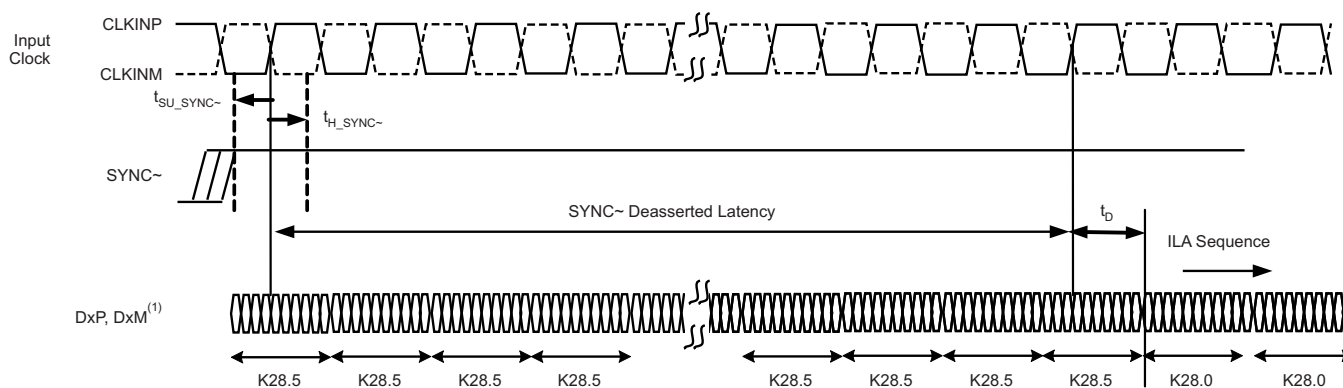 CLKINP
Input
Clock
CLKINM
tSU_SYNC~
tH_SYNC~
SYNC~
SYNC~ Deasserted Latency
tD
ILA Sequence
DxP, DxM(1)
K28.5 K28.5 K28.5 K28.5 K28.5 K28.5 K28.5 K28.5 K28.0 K28.0